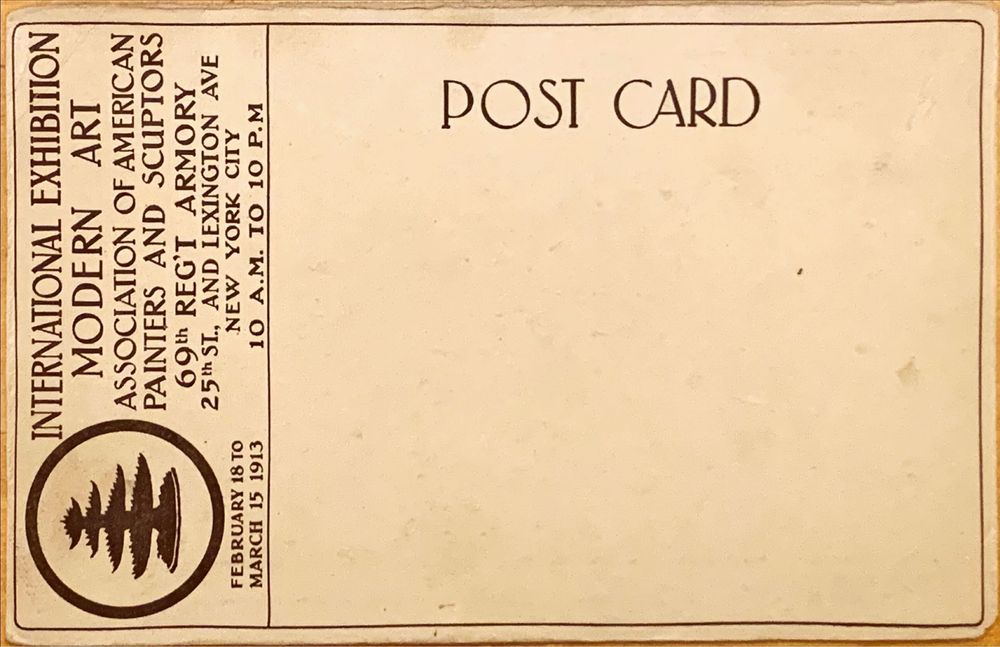 INTERNATIONAL EXHIBITION
MODERN ART
ASSOCIATION OF AMERICAN
PAINTERS AND SCUPTORS
69th REG'T ARMORY
25th ST., AND LEXINGTON AVE
NEW YORK CITY
10 A.M. TO 10 P.M
FEBRUARY 18 TO
MARCH 15 1913
POST CARD